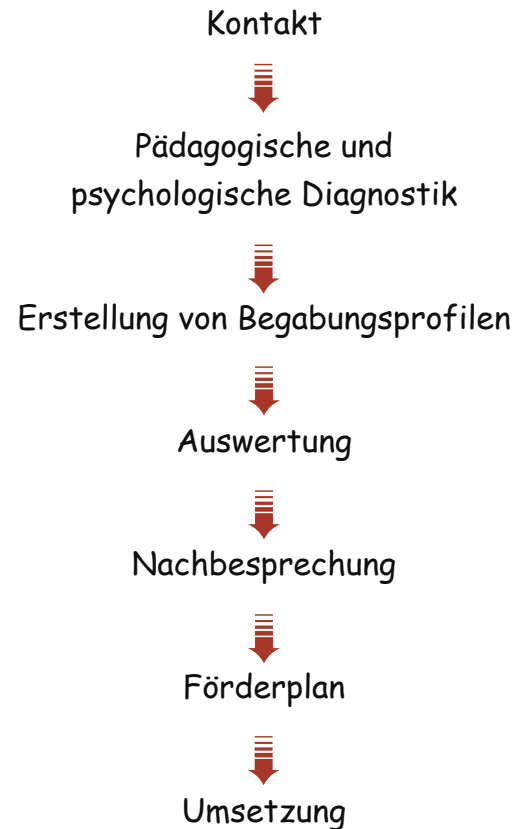 Kontakt
Pädagogische und
psychologische Diagnostik
Erstellung von Begabungsprofilen
Auswertung
Nachbesprechung
Förderplan
Umsetzung